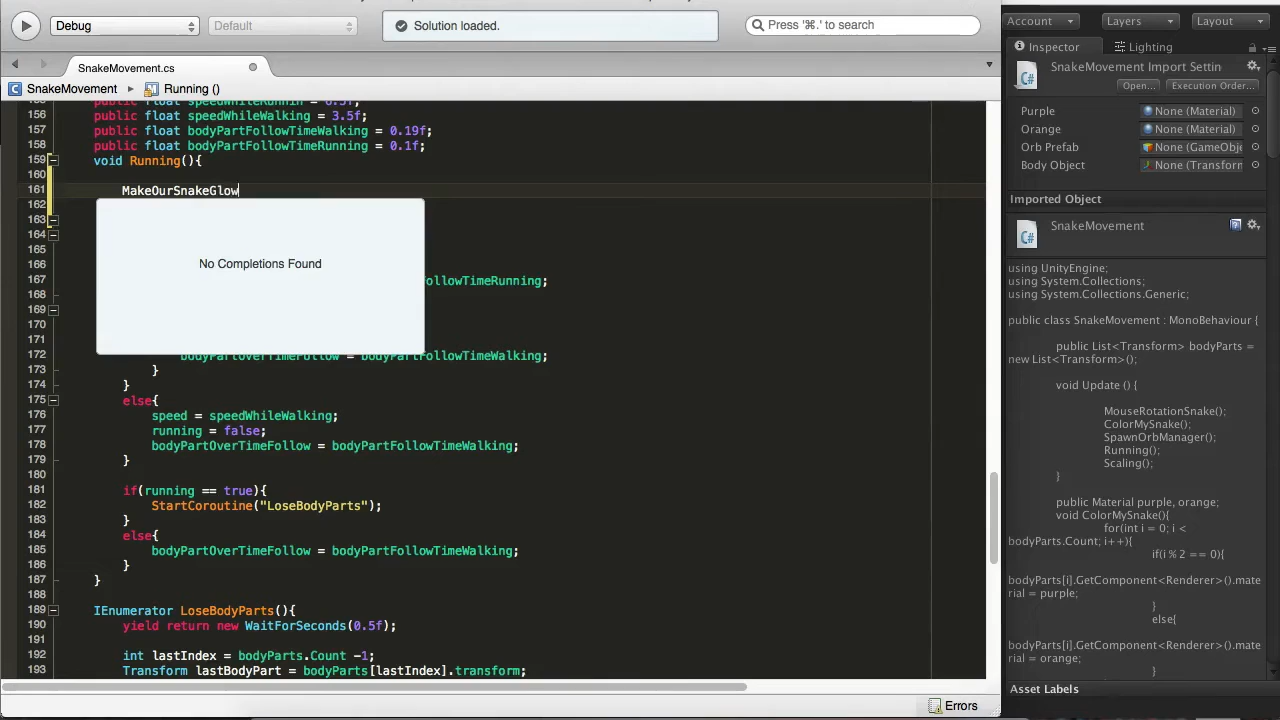 Debug
Default
Solution loaded.
Press '⌘.' to search
SnakeMovement.cs
SnakeMovement
Running ()
public float speedWhileRunnin = 6.5f;
156 public float speedWhileWalking = 3.5f;
157 public float bodyPartFollowTimeWalking = 0.19f;
158 public float bodyPartFollowTimeRunning = 0.1f;
159 void Running(){
160
161 MakeOurSnakeGlow
162
163
164
165
166
167 FollowTimeRunning;
168
169
170
171
172 bodyPartOverTimeFollow = bodyPartFollowTimeWalking;
173 }
174 }
175 else{
176 speed = speedWhileWalking;
177 running = false;
178 bodyPartOverTimeFollow = bodyPartFollowTimeWalking;
179 }
180
181 if(running == true){
182 StartCoroutine("LoseBodyParts");
183 }
184 else{
185 bodyPartOverTimeFollow = bodyPartFollowTimeWalking;
186 }
187 }
188
189 IEnumerator LoseBodyParts(){
190 yield return new WaitForSeconds(0.5f);
191
192 int lastIndex = bodyParts.Count -1;
193 Transform lastBodyPart = bodyParts[lastIndex].transform;
No Completions Found
Errors
Account
Layers
Layout
Inspector
Lighting
SnakeMovement Import Settin
Open...
Execution Order...
Purple
None (Material)
Orange
None (Material)
Orb Prefab
None (GameObje
Body Object
None (Transform
Imported Object
SnakeMovement
using UnityEngine;
using System.Collections;
using System.Collections.Generic;
public class SnakeMovement : MonoBehaviour {
public List<Transform> bodyParts =
new List<Transform>();
void Update () {
MouseRotationSnake();
ColorMySnake();
SpawnOrbManager();
Running();
Scaling();
}
public Material purple, orange;
void ColorMySnake(){
for(int i = 0; i <
bodyParts.Count; i++){
if(i % 2 == 0){
bodyParts[i].GetComponent<Renderer>().mate
rial = purple;
}
else{
bodyParts[i].GetComponent<Renderer>().mate
rial = orange;
}
Asset Labels